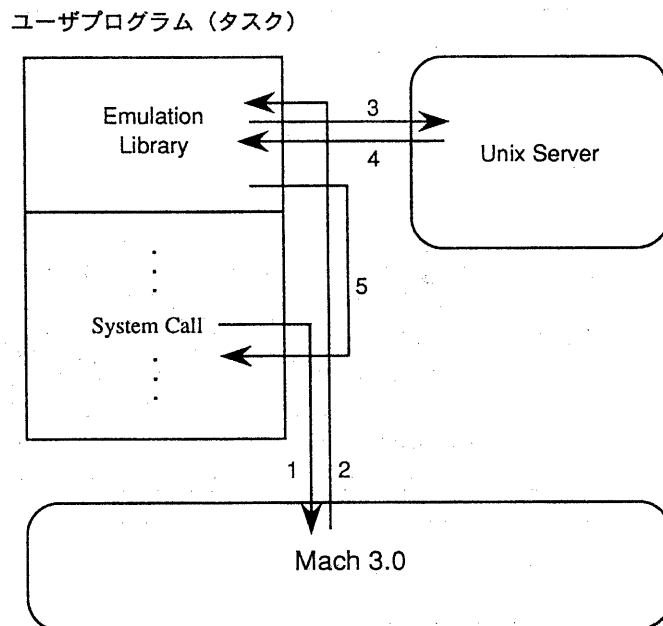 ユーザプログラム（タスク）
Emulation
Library
3
4
Unix Server
5
System Call
1
2
Mach 3.0